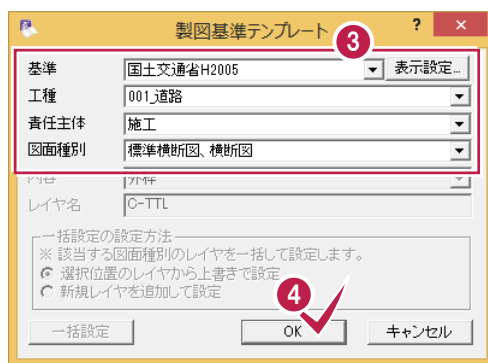 製図基準テンプレート ? ×
3
基準 国土交通省H2005 表示設定...
工種 001_道路
責任主体 施工
図面種別 標準横断図、横断図
内容 外枠
レイヤ名 C-TTL
一括設定の設定方法
※ 該当する図面種別のレイヤを一括して設定します。
選択位置のレイヤから上書きで設定
新規レイヤを追加して設定
4
一括設定 OK キャンセル